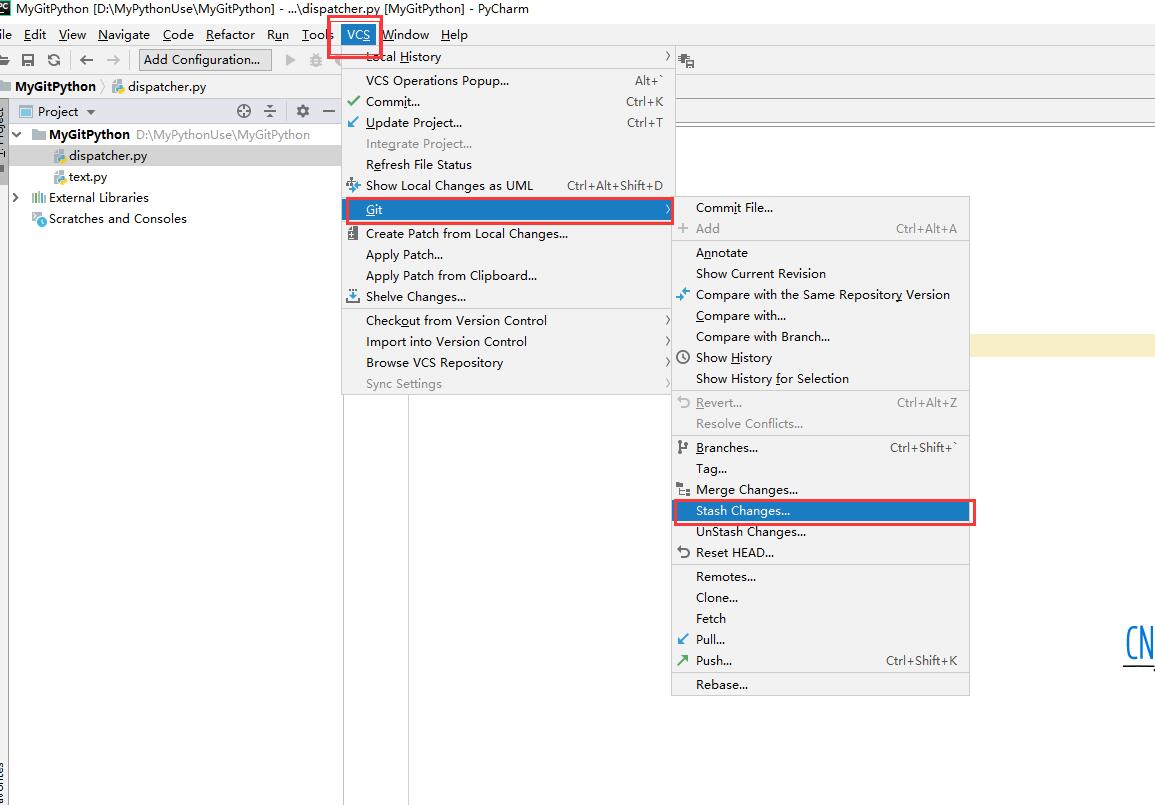 MyGitPython [D:\MyPythonUse\MyGitPython] - ...\dispatcher.py [MyGitPython] - PyCharm
ile Edit View Navigate Code Refactor Run Tools VCS Window Help
Add Configuration...
MyGitPython dispatcher.py
Project
MyGitPython D:\MyPythonUse\MyGitPython
dispatcher.py
text.py
External Libraries
Scratches and Consoles
Local History
VCS Operations Popup... Alt+`
Commit... Ctrl+K
Update Project... Ctrl+T
Integrate Project...
Refresh File Status
Show Local Changes as UML Ctrl+Alt+Shift+D
Git
Create Patch from Local Changes...
Apply Patch...
Apply Patch from Clipboard...
Shelve Changes...
Checkout from Version Control
Import into Version Control
Browse VCS Repository
Sync Settings
Commit File...
Add Ctrl+Alt+A
Annotate
Show Current Revision
Compare with the Same Repository Version
Compare with...
Compare with Branch...
Show History
Show History for Selection
Revert... Ctrl+Alt+Z
Resolve Conflicts...
Branches... Ctrl+Shift+`
Tag...
Merge Changes...
Stash Changes...
UnStash Changes...
Reset HEAD...
Remotes...
Clone...
Fetch
Pull...
Push... Ctrl+Shift+K
Rebase...
CN